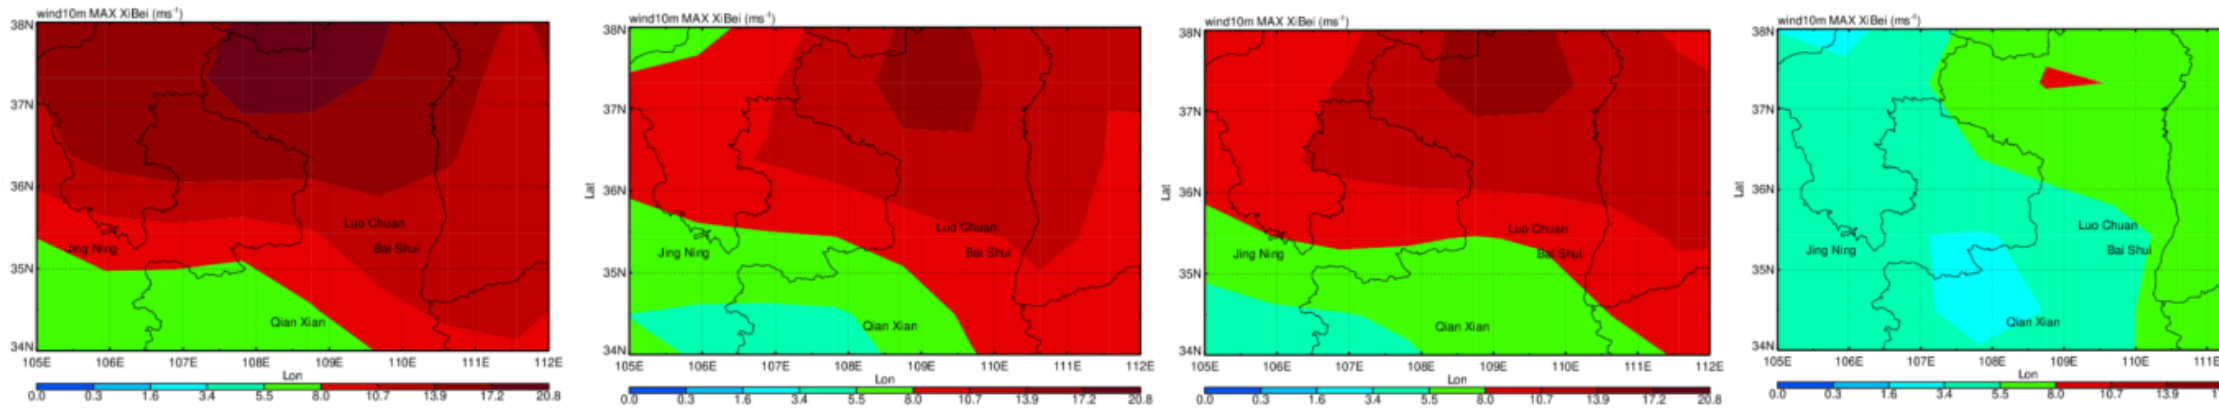 wind10m MAX XiBei (ms⁻¹)
38N
37N
36N
35N
34N
Luo Chuan
Jing Ning
Bai Shui
Qian Xian
105E 106E 107E 108E 109E 110E 111E 112E
Lon
0.0 0.3 1.6 3.4 5.5 8.0 10.7 13.9 17.2 20.8
wind10m MAX XiBei (ms⁻¹)
38N
37N
36N
Lat
35N
34N
Luo Chuan
Jing Ning
Bai Shui
Qian Xian
105E 106E 107E 108E 109E 110E 111E 112E
Lon
0.0 0.3 1.6 3.4 5.5 8.0 10.7 13.9 17.2 20.8
wind10m MAX XiBei (ms⁻¹)
38N
37N
36N
Lat
35N
34N
Luo Chuan
Jing Ning
Bai Shui
Qian Xian
105E 106E 107E 108E 109E 110E 111E 112E
Lon
0.0 0.3 1.6 3.4 5.5 8.0 10.7 13.9 17.2 20.8
wind10m MAX XiBei (ms⁻¹)
38N
37N
36N
Lat
35N
34N
Luo Chuan
Jing Ning
Bai Shui
Qian Xian
105E 106E 107E 108E 109E 110E 111E
Lon
0.0 0.3 1.6 3.4 5.5 8.0 10.7 13.9